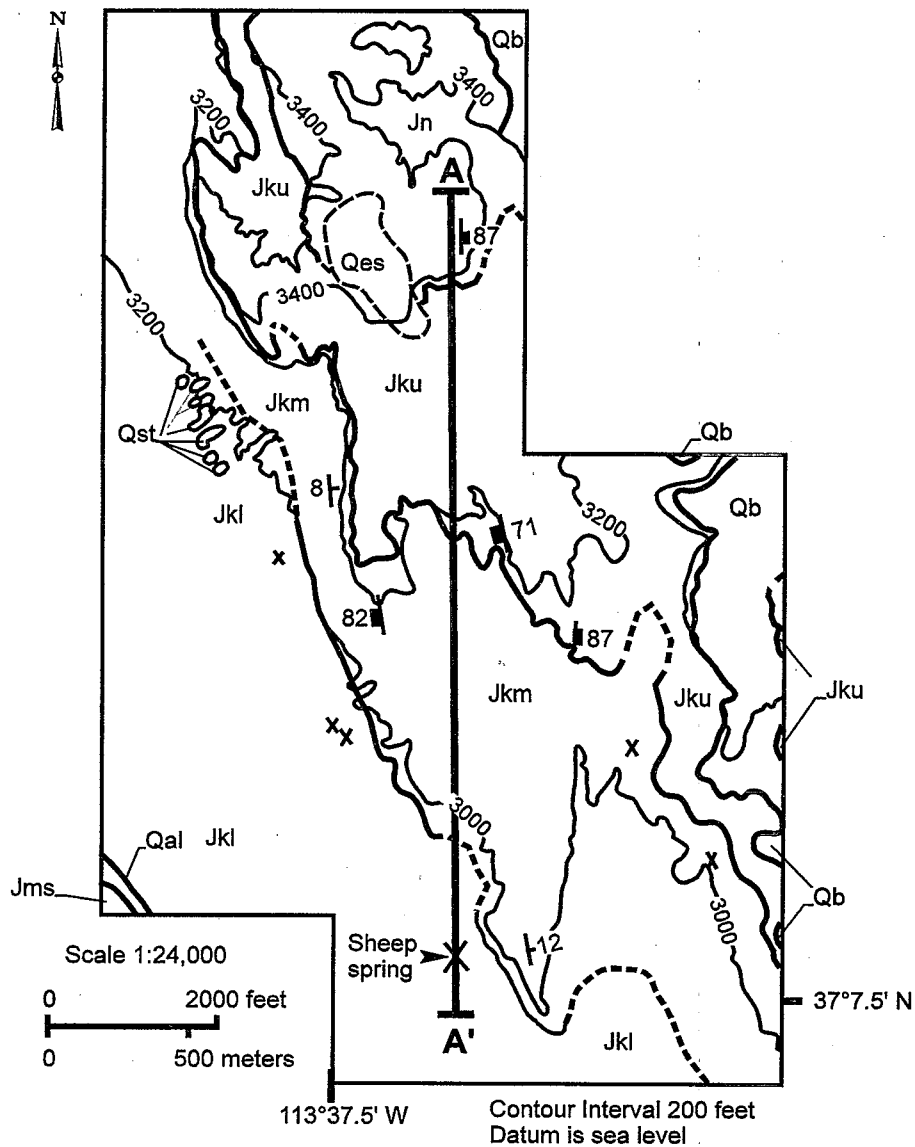 N
Qb
3400
3200
3400
Jn
A
Jku
87
Qes
3400
3200
Jku
Jkm
Qst
Qb
Qb
8
3200
71
Jkl
x
82
87
Jkm
Jku
Jku
x
x
x
3000
x
Qal
Jkl
Jms
Qb
3000
Sheep
spring
12
Scale 1:24,000
0 2000 feet
0 500 meters
37°7.5' N
A'
Jkl
113°37.5' W
Contour Interval 200 feet
Datum is sea level